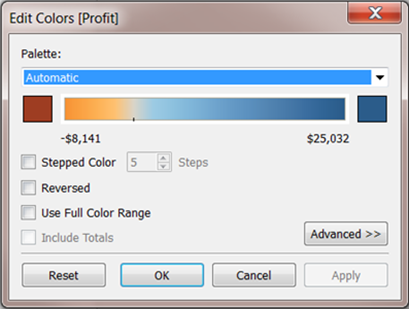 Edit Colors [Profit]
Palette:
Automatic
-$8,141 $25,032
Stepped Color 5 Steps
Reversed
Use Full Color Range
Include Totals
Advanced >>
Reset OK Cancel Apply